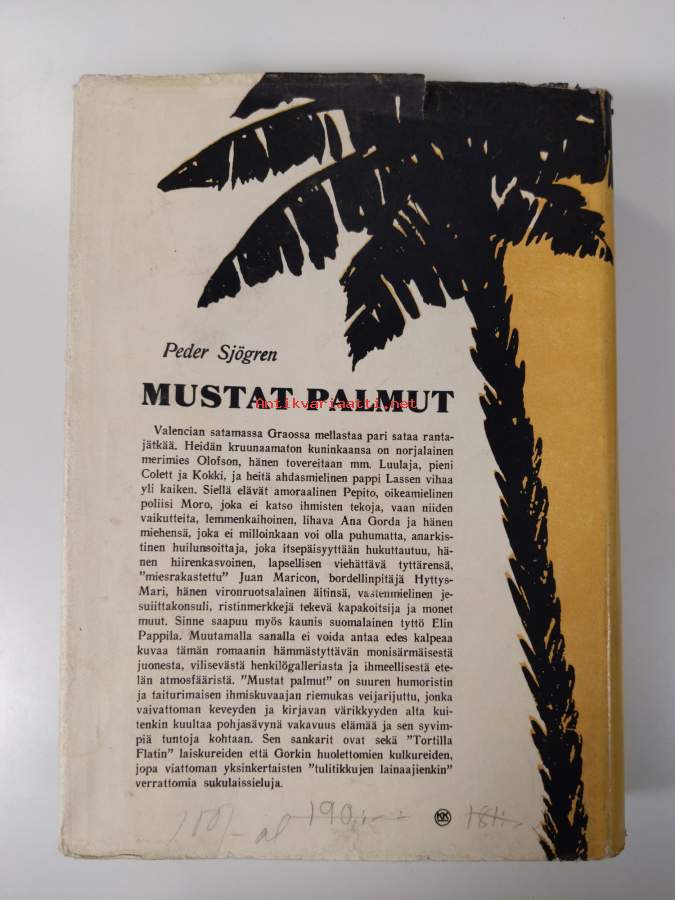 Peder Sjögren
MUSTAT PALMUT
antikvariaatti.net
Valencian satamassa Graossa mellastaa pari sataa ranta-
jätkää. Heidän kruunaamaton kuninkaansa on norjalainen
merimies Olofson, hänen tovereitaan mm. Luulaja, pieni
Colett ja Kokki, ja heitä ahdasmielinen pappi Lassen vihaa
yli kaiken. Siellä elävät amoraalinen Pepito, oikeamielinen
poliisi Moro, joka ei katso ihmisten tekoja, vaan niiden
vaikutteita, lemmenkaihoinen, lihava Ana Gorda ja hänen
miehensä, joka ei milloinkaan voi olla puhumatta, anarkis-
tinen huilunsoittaja, joka itsepäisyyttään hukuttautuu, hä-
nen hiirenkasvoinen, lapsellisen viehättävä tyttärensä,
"miesrakastettu" Juan Maricon, bordellinpitäjä Hyttys-
Mari, hänen vironruotsalainen äitinsä, vastenmielinen je-
suiittakonsuli, ristinmerkkejä tekevä kapakoitsija ja monet
muut. Sinne saapuu myös kaunis suomalainen tyttö Elin
Pappila. Muutamalla sanalla ei voida antaa edes kalpeaa
kuvaa tämän romaanin hämmästyttävän monisärmäisestä
juonesta, vilisevästä henkilögalleriasta ja ihmeellisestä ete-
län atmosfääristä. "Mustat palmut" on suuren humoristin
ja taiturimaisen ihmiskuvaajan riemukas veijarijuttu, jonka
vaivattoman keveyden ja kirjavan värikkyyden alta kui-
tenkin kuultaa pohjasävynä vakavuus elämää ja sen syvim-
piä tuntoja kohtaan. Sen sankarit ovat sekä "Tortilla
Flatin" laiskureiden että Gorkin huolettomien kulkureiden,
jopa viattoman yksinkertaisten "tulitikkujen lainaajienkin"
verrattomia sukulaissieluja.
190
KK
181